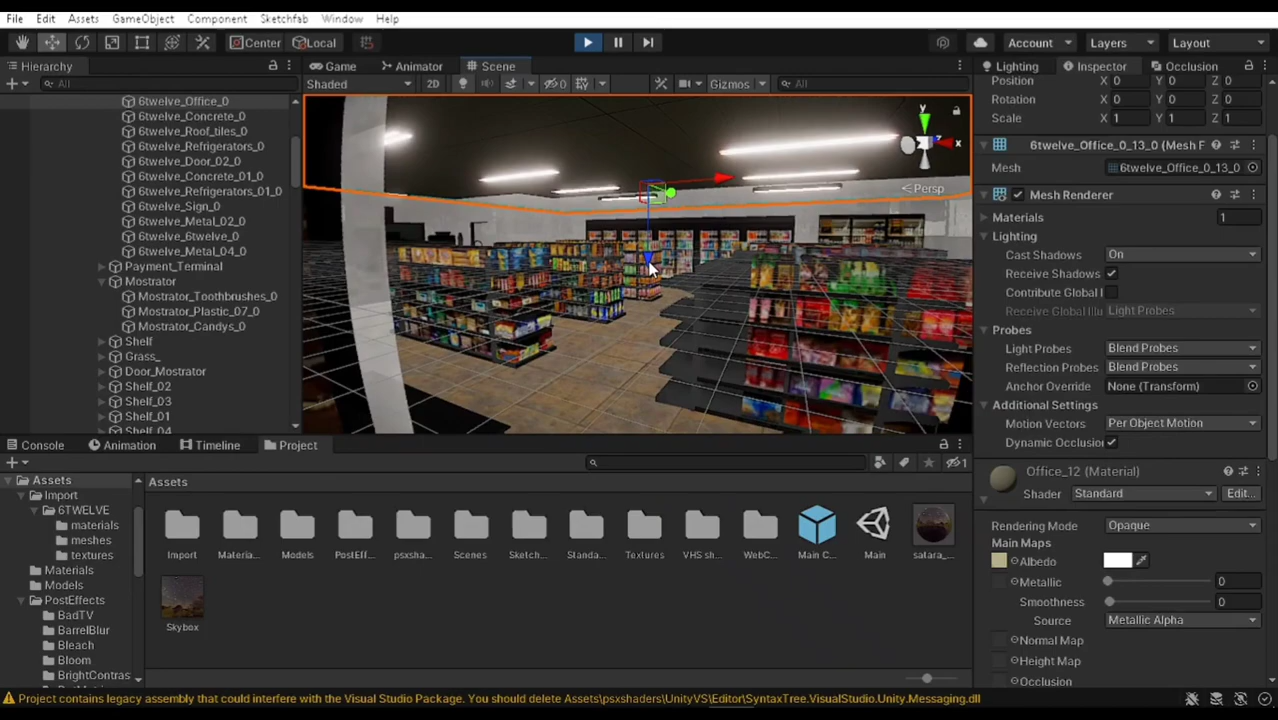 File Edit Assets GameObject Component Sketchfab Window Help
Center Local Account Layers Layout
Hierarchy Game Animator Scene Lighting Inspector Occlusion
All Shaded 2D 0 Gizmos All
6twelve_Office_0
6twelve_Concrete_0
6twelve_Roof_tiles_0
6twelve_Refrigerators_0
6twelve_Door_02_0
6twelve_Concrete_01_0
6twelve_Refrigerators_01_0
6twelve_Sign_0
6twelve_Metal_02_0
6twelve_6twelve_0
6twelve_Metal_04_0
Payment_Terminal
Mostrator
Mostrator_Toothbrushes_0
Mostrator_Plastic_07_0
Mostrator_Candys_0
Shelf
Grass_
Door_Mostrator
Shelf_02
Shelf_03
Shelf_01
Shelf_04
y
x
z
Persp
Position X 0 Y 0 Z 0
Rotation X 0 Y 0 Z 0
Scale X 1 Y 1 Z 1
6twelve_Office_0_13_0 (Mesh F
Mesh 6twelve_Office_0_13_0
Mesh Renderer
Materials 1
Lighting
Cast Shadows On
Receive Shadows
Contribute Global I
Receive Global Illu Light Probes
Probes
Light Probes Blend Probes
Reflection Probes Blend Probes
Anchor Override None (Transform)
Additional Settings
Motion Vectors Per Object Motion
Dynamic Occlusion
Office_12 (Material)
Shader Standard Edit...
Rendering Mode Opaque
Main Maps
Albedo
Metallic 0
Smoothness 0
Source Metallic Alpha
Normal Map
Height Map
Occlusion
Console Animation Timeline Project
1
Assets
Import
6TWELVE
materials
meshes
textures
Materials
Models
PostEffects
BadTV
BarrelBlur
Bleach
Bloom
BrightContras
Assets
Import Materia... Models PostEff... psxsha... Scenes Sketch... Standa... Textures VHS sh... WebC... Main C... Main satara_...
Skybox
Project contains legacy assembly that could interfere with the Visual Studio Package. You should delete Assets\psxshaders\UnityVS\Editor\SyntaxTree.VisualStudio.Unity.Messaging.dll